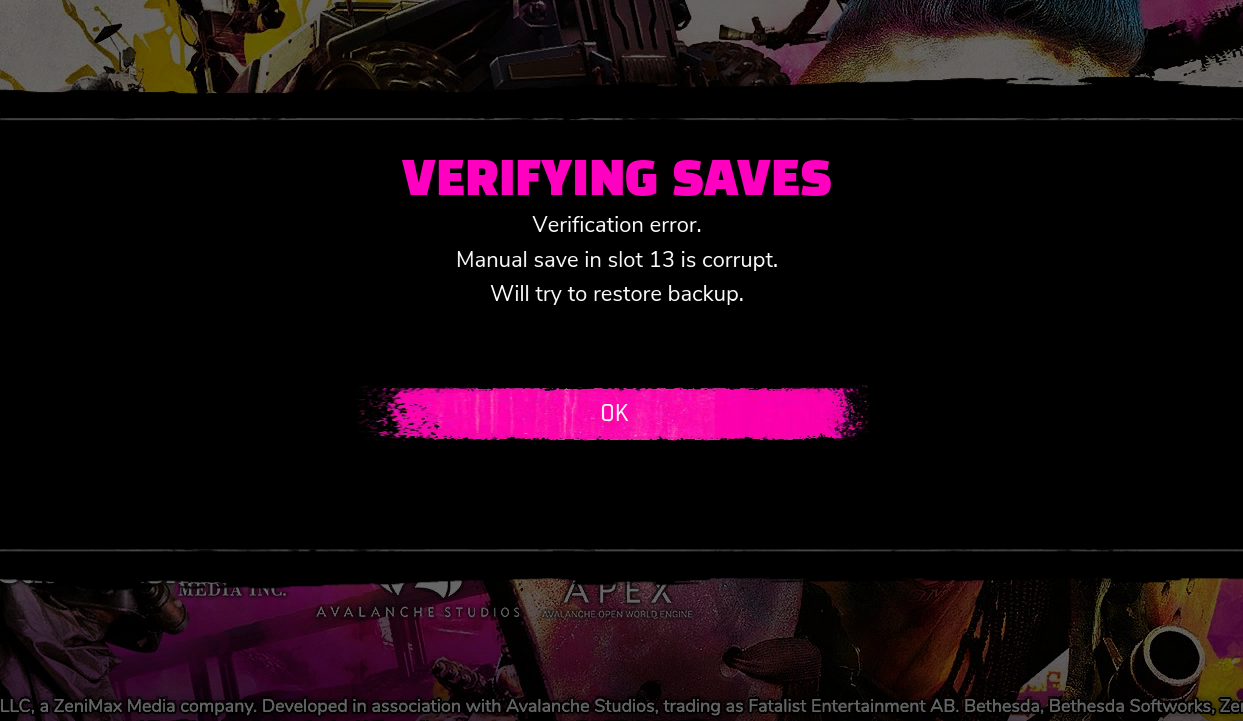 VERIFYING SAVES
Verification error.
Manual save in slot 13 is corrupt.
Will try to restore backup.
OK
MEDIA INC.
AVALANCHE STUDIOS
APEX
AVALANCHE OPEN WORLD ENGINE
LLC, a ZeniMax Media company. Developed in association with Avalanche Studios, trading as Fatalist Entertainment AB. Bethesda, Bethesda Softworks,